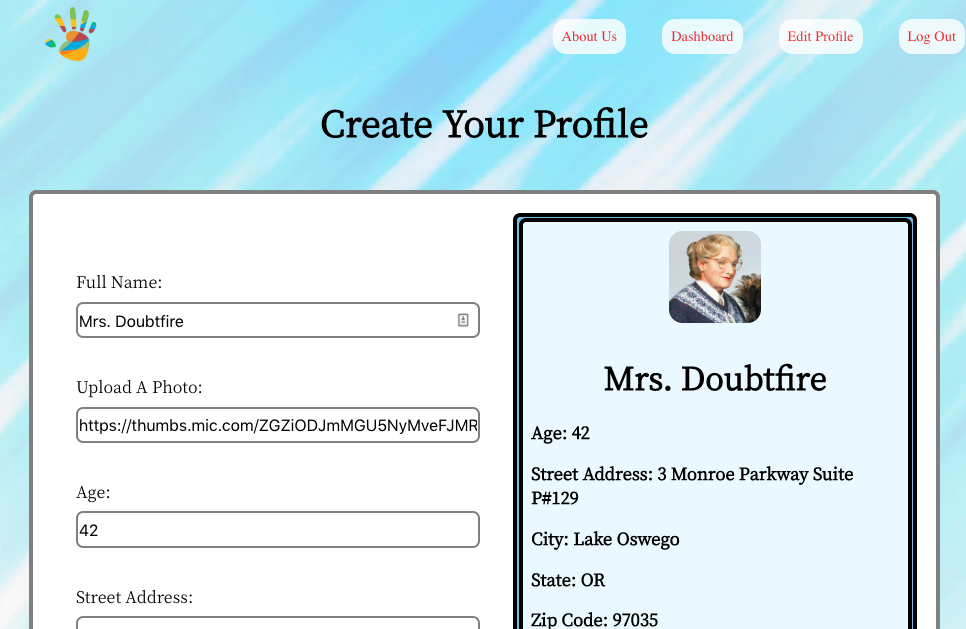 About Us
Dashboard
Edit Profile
Log Out
Create Your Profile
Full Name:
Mrs. Doubtfire
Upload A Photo:
https://thumbs.mic.com/ZGZiODJmMGU5NyMveFJMR
Age:
42
Street Address:
Mrs. Doubtfire
Age: 42
Street Address: 3 Monroe Parkway Suite
P#129
City: Lake Oswego
State: OR
Zip Code: 97035